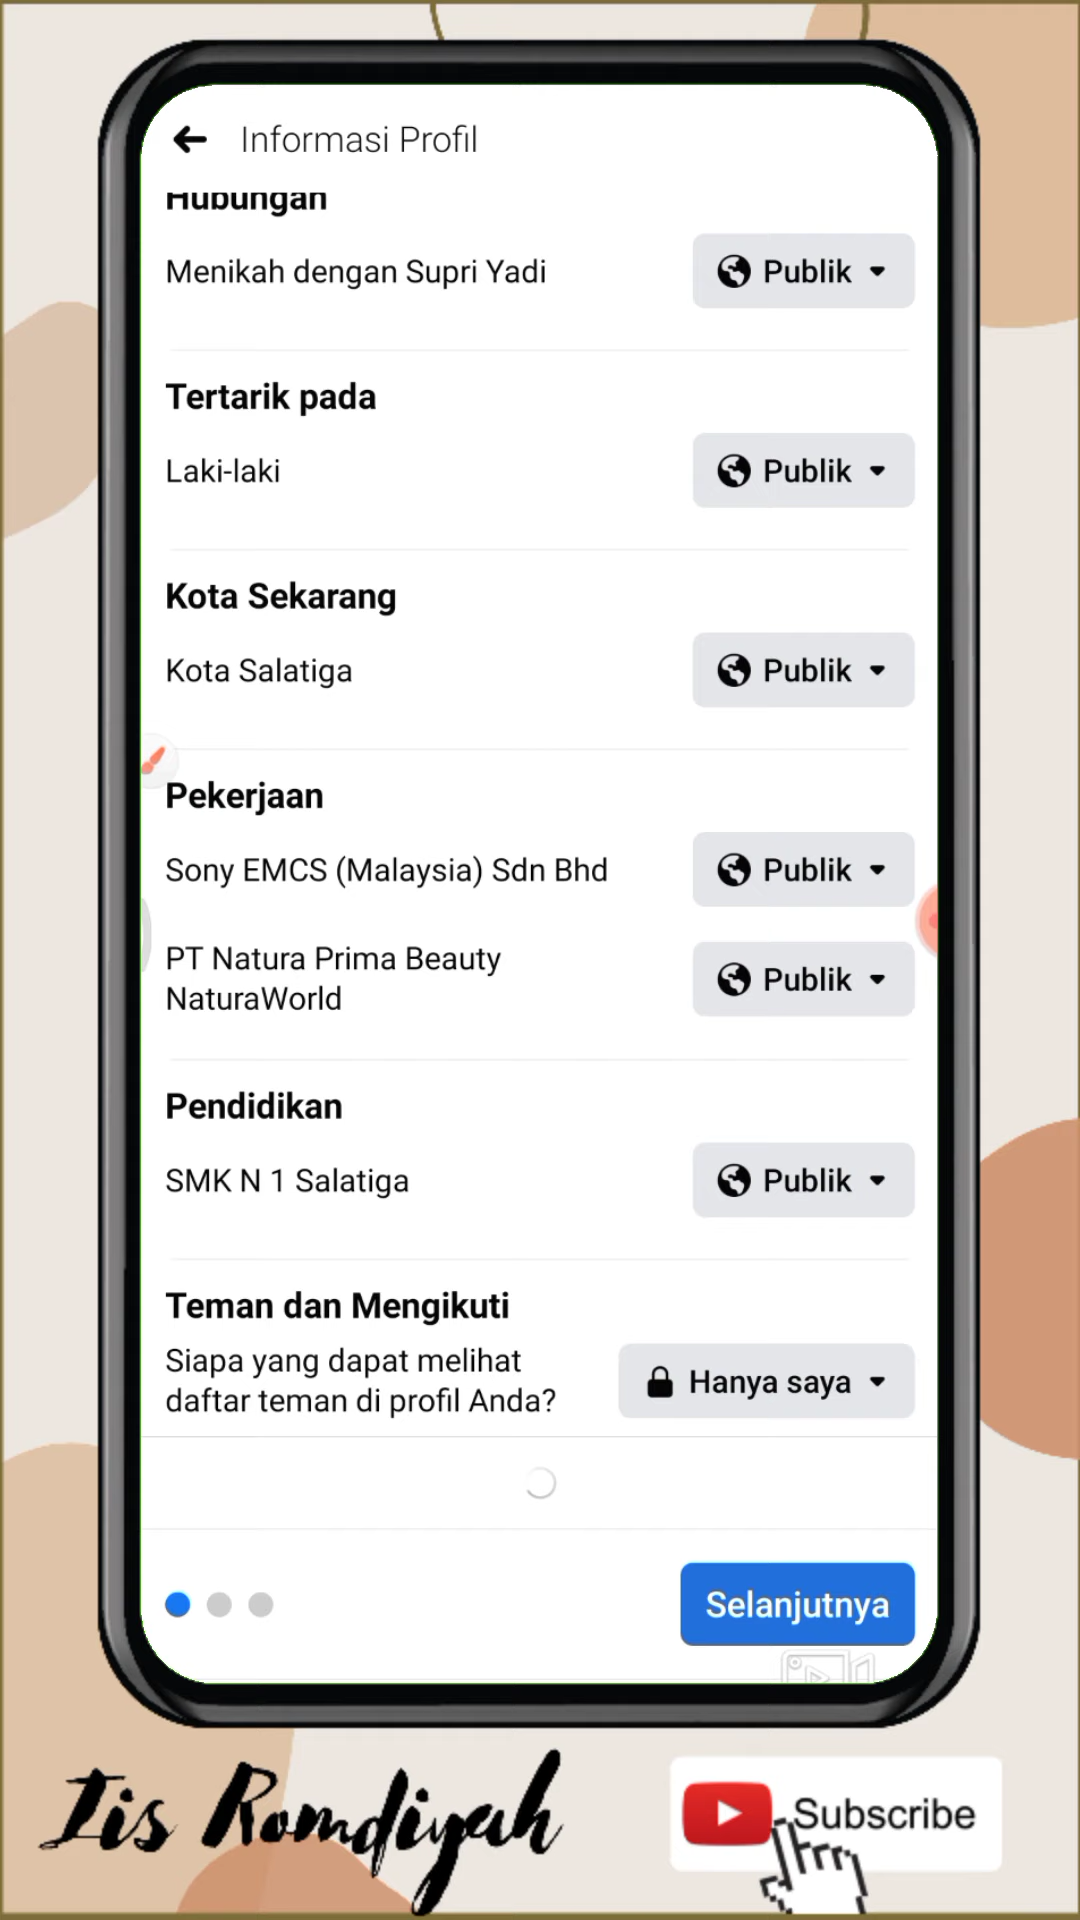 Informasi Profil
Hubungan
Menikah dengan Supri Yadi
Publik
Tertarik pada
Laki-laki
Publik
Kota Sekarang
Kota Salatiga
Publik
Pekerjaan
Sony EMCS (Malaysia) Sdn Bhd
Publik
PT Natura Prima Beauty
NaturaWorld
Publik
Pendidikan
SMK N 1 Salatiga
Publik
Teman dan Mengikuti
Siapa yang dapat melihat
daftar teman di profil Anda?
Hanya saya
Selanjutnya
Iis Romdiyah
Subscribe